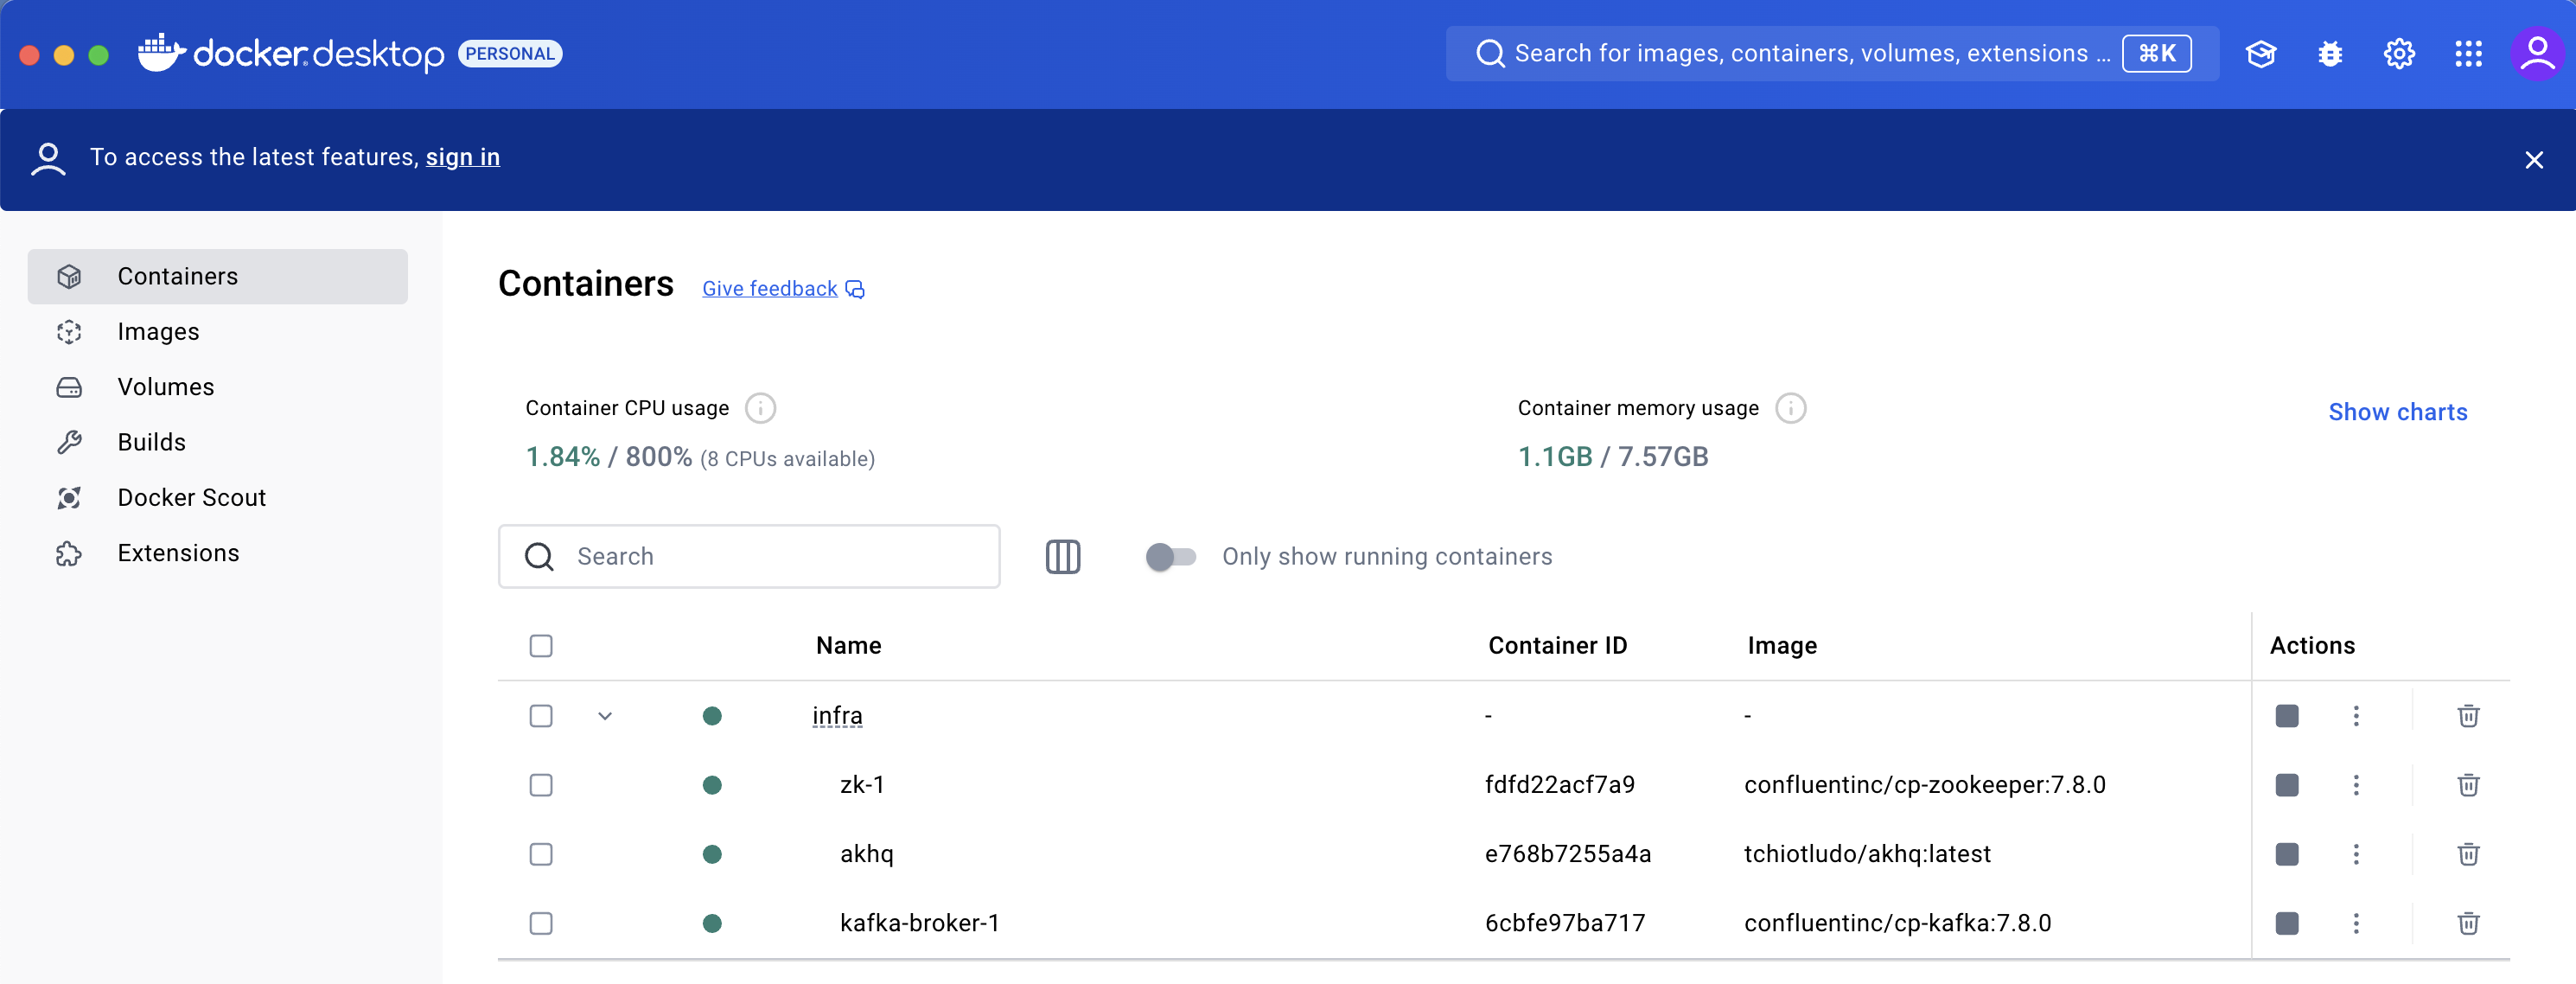 docker desktop PERSONAL
Search for images, containers, volumes, extensions ... ⌘K
To access the latest features, sign in
Containers
Images
Volumes
Builds
Docker Scout
Extensions
Containers Give feedback
Container CPU usage
1.84% / 800% (8 CPUs available)
Container memory usage
1.1GB / 7.57GB
Show charts
Search
Only show running containers
Name Container ID Image Actions
infra - -
zk-1 fdfd22acf7a9 confluentinc/cp-zookeeper:7.8.0
akhq e768b7255a4a tchiotludo/akhq:latest
kafka-broker-1 6cbfe97ba717 confluentinc/cp-kafka:7.8.0